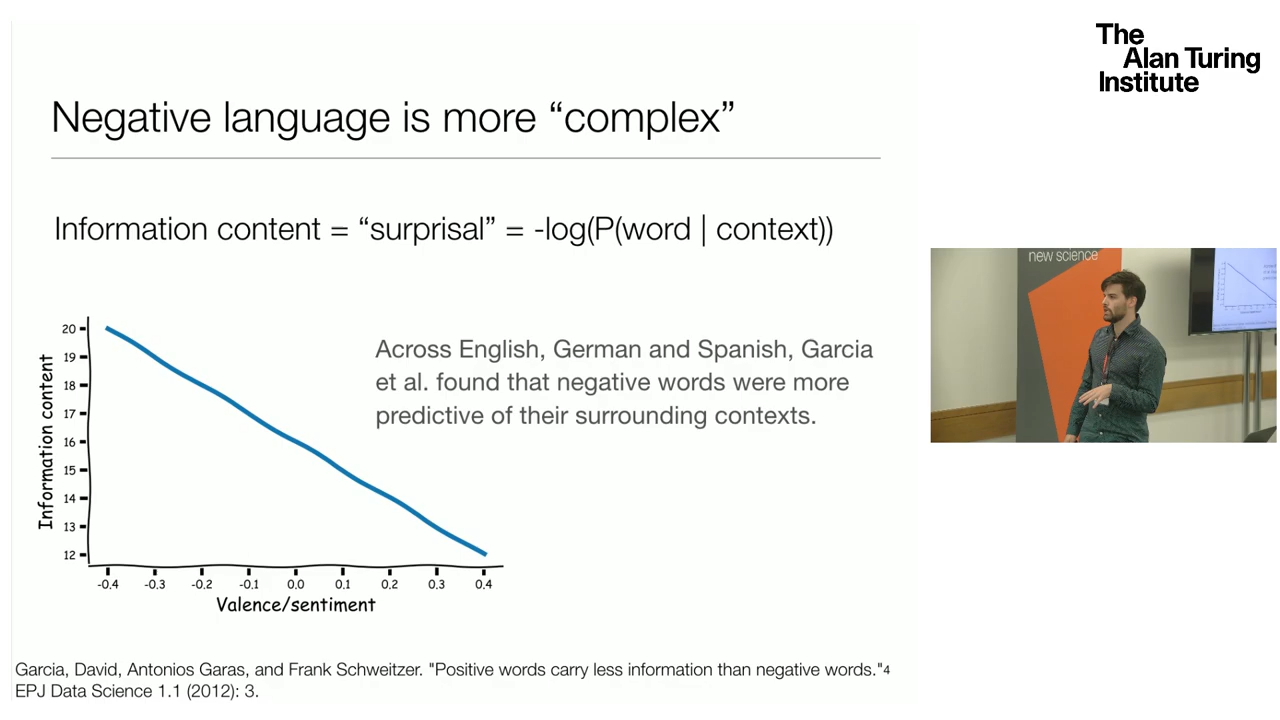 The
Alan Turing
Institute
Negative language is more “complex”
Information content = “surprisal” = -log(P(word | context))
Across English, German and Spanish, Garcia
et al. found that negative words were more
predictive of their surrounding contexts.
Information content
20
19
18
17
16
15
14
13
12
-0.4 -0.3 -0.2 -0.1 0.0 0.1 0.2 0.3 0.4
Valence/sentiment
new science
Garcia, David, Antonios Garas, and Frank Schweitzer. "Positive words carry less information than negative words."4
EPJ Data Science 1.1 (2012): 3.